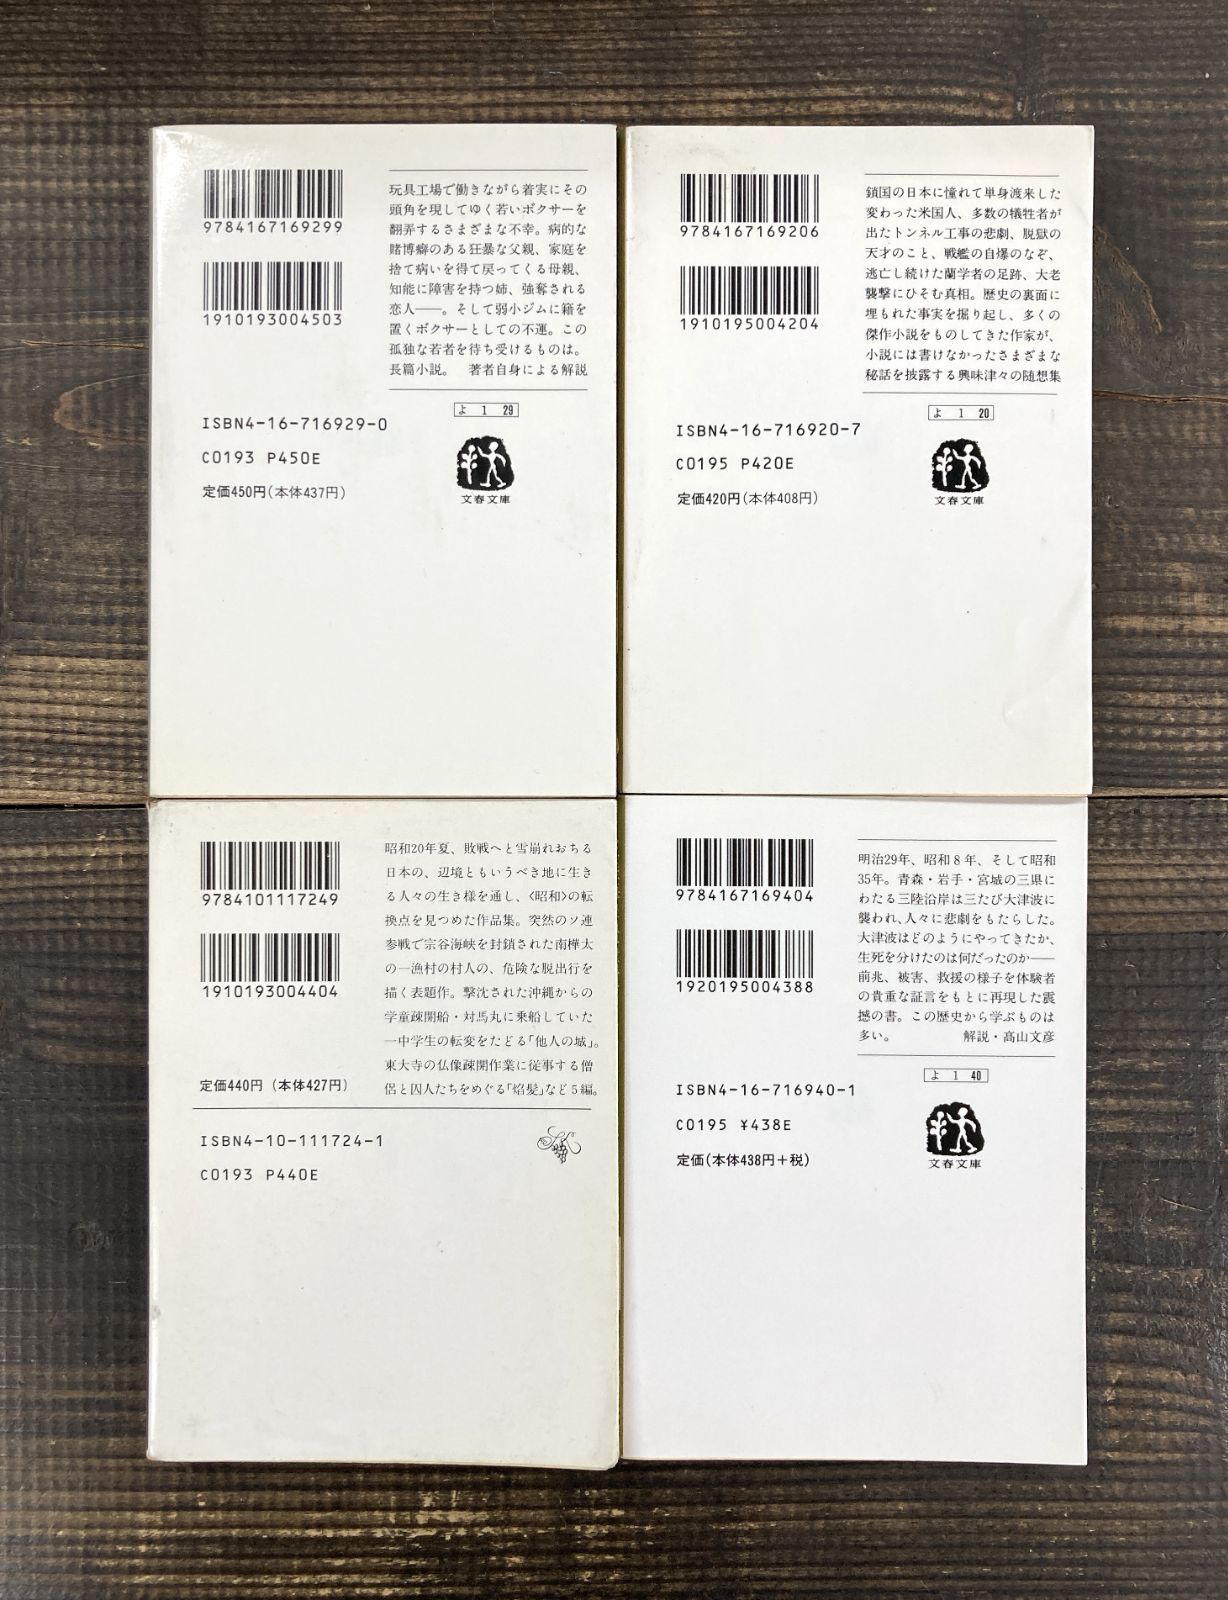 9784167169299
1910193004503
玩具工場で働きながら着実にその
頭角を現してゆく若いボクサーを
翻弄するさまざまな不幸。病的な
賭博癖のある狂暴な父親、家庭を
捨て病いを得て戻ってくる母親、
知能に障害を持つ姉、強奪される
恋人――。そして弱小ジムに籍を
置くボクサーとしての不運。この
孤独な若者を待ち受けるものは。
長篇小説。　著者自身による解説
ISBN4-16-716929-0
C0193 P450E
定価450円(本体437円)
よ 1 29
文春文庫
9784167169206
1910195004204
鎖国の日本に憧れて単身渡来した
変わった米国人、多数の犠牲者が
出たトンネル工事の悲劇、脱獄の
天才のこと、戦艦の自爆のなぞ、
逃亡し続けた蘭学者の足跡、大老
襲撃にひそむ真相。歴史の裏面に
埋もれた事実を掘り起し、多くの
傑作小説をものしてきた作家が、
小説には書けなかったさまざまな
秘話を披露する興味津々の随想集
ISBN4-16-716920-7
C0195 P420E
定価420円(本体408円)
よ 1 20
文春文庫
9784101117249
1910193004404
昭和20年夏、敗戦へと雪崩れおちる
日本の、辺境ともいうべき地に生き
る人々の生き様を通し、〈昭和〉の転
換点を見つめた作品集。突然のソ連
参戦で宗谷海峡を封鎖された南樺太
の一漁村の村人の、危険な脱出行を
描く表題作。撃沈された沖縄からの
学童疎開船・対馬丸に乗船していた
一中学生の転変をたどる「他人の城」。
東大寺の仏像疎開作業に従事する僧
侶と囚人たちをめぐる「焰髪」など5編。
定価440円 (本体427円)
ISBN4-10-111724-1
C0193 P440E
9784167169404
1920195004388
明治29年、昭和8年、そして昭和
35年。青森・岩手・宮城の三県に
わたる三陸沿岸は三たび大津波に
襲われ、人々に悲劇をもたらした。
大津波はどのようにやってきたか、
生死を分けたのは何だったのか――
前兆、被害、救援の様子を体験者
の貴重な証言をもとに再現した震
撼の書。この歴史から学ぶものは
多い。　　　　解説・高山文彦
ISBN4-16-716940-1
C0195 ¥438E
定価(本体438円+税)
よ 1 40
文春文庫